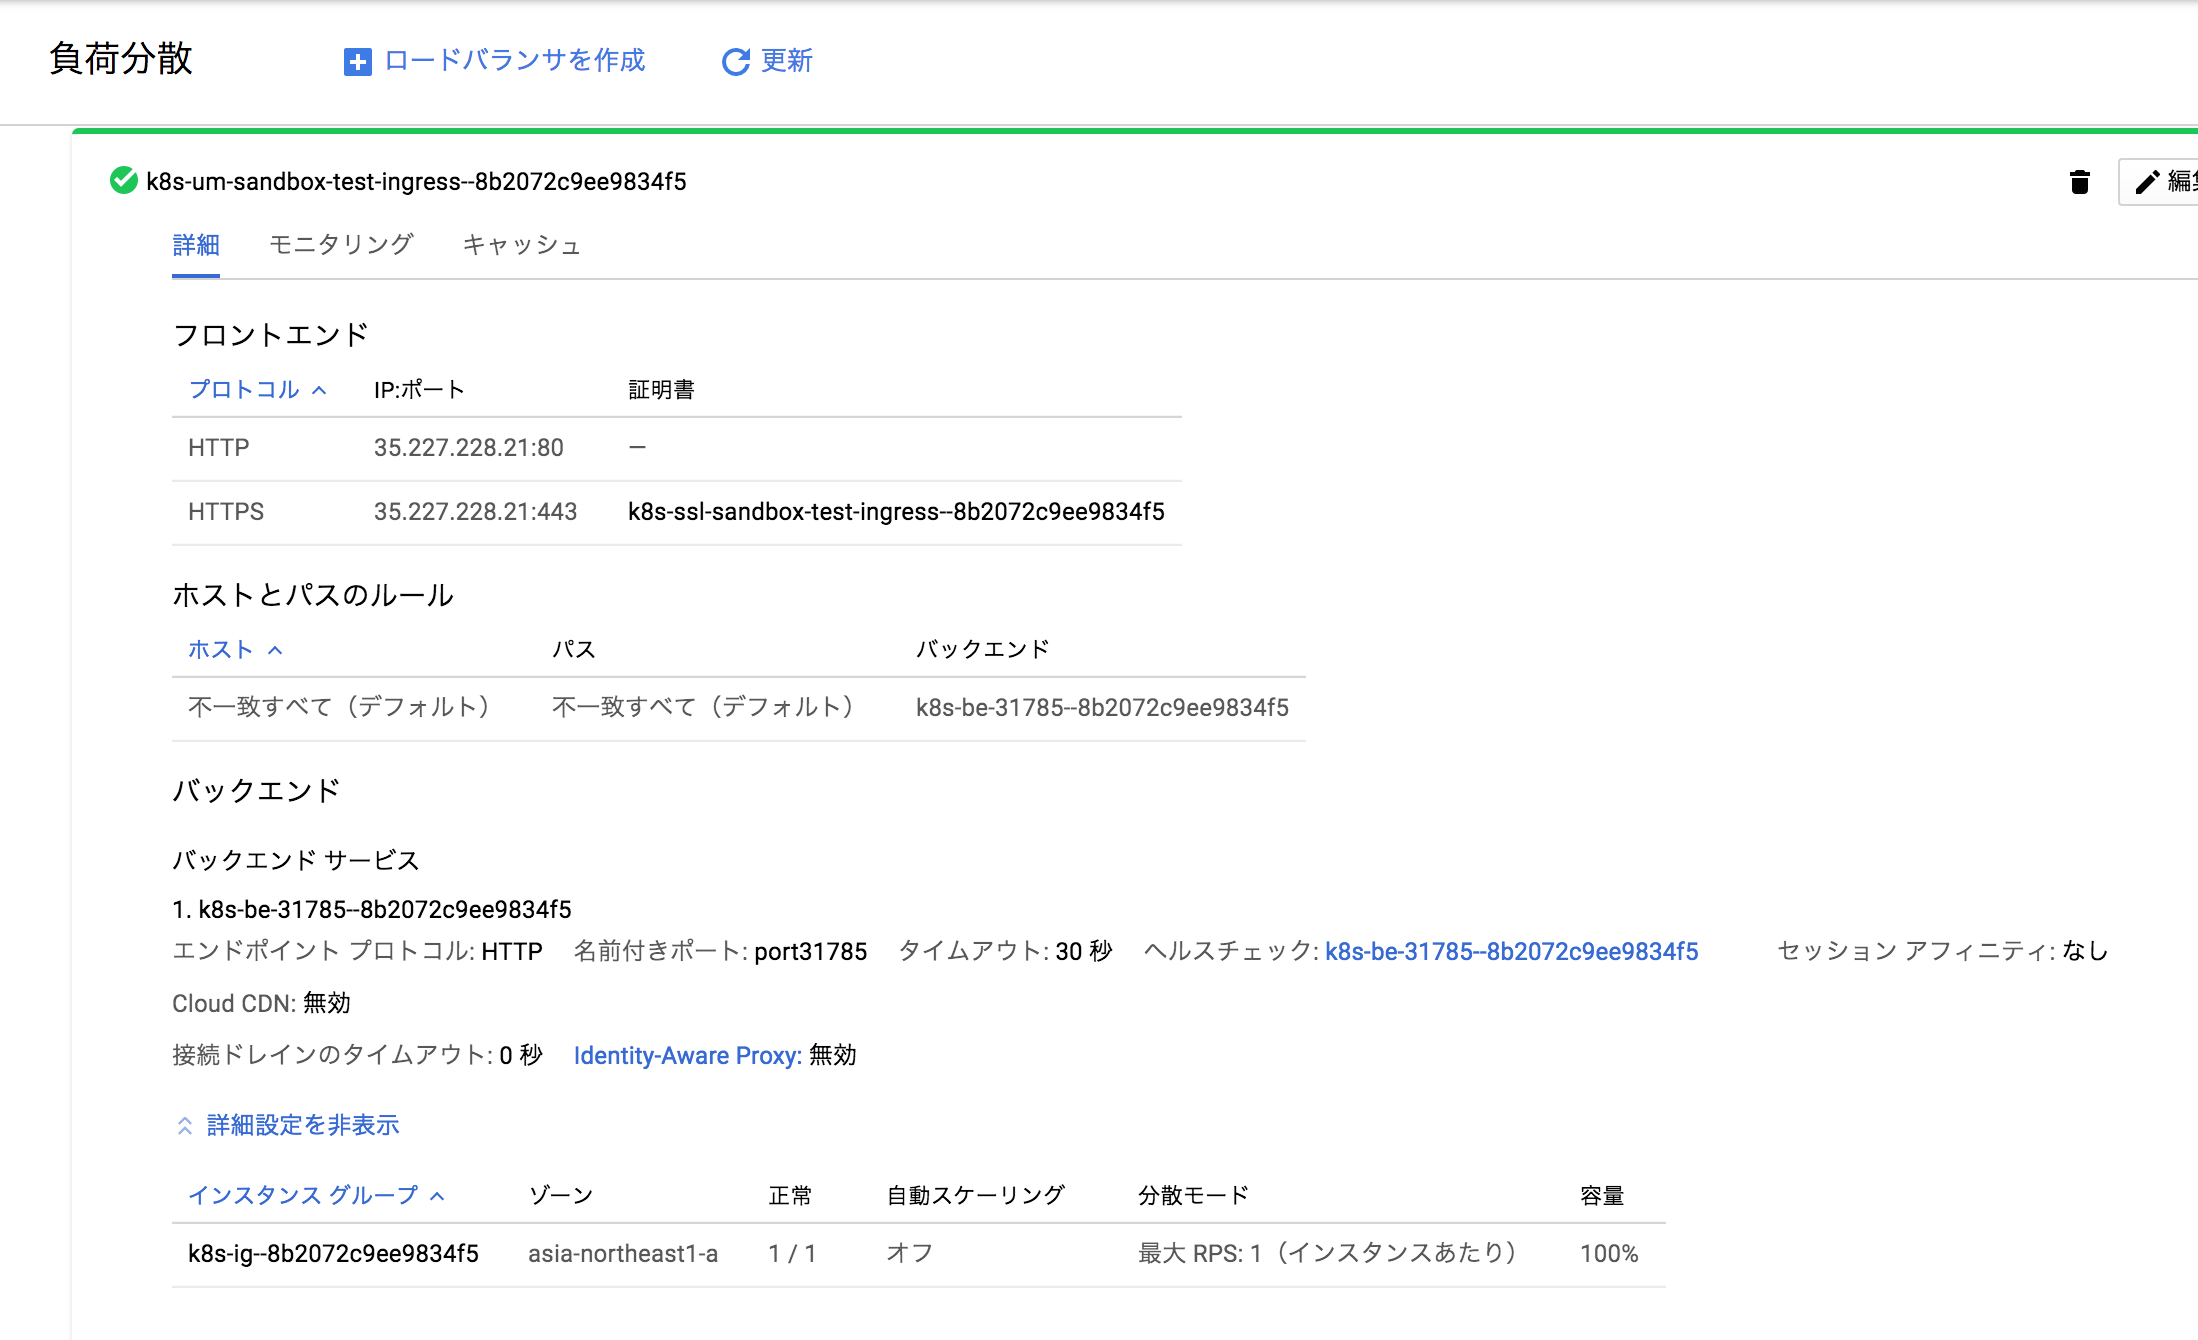 負荷分散 ロードバランサを作成 更新
k8s-um-sandbox-test-ingress--8b2072c9ee9834f5
詳細 モニタリング キャッシュ
フロントエンド
プロトコル IP:ポート 証明書
HTTP 35.227.228.21:80 —
HTTPS 35.227.228.21:443 k8s-ssl-sandbox-test-ingress--8b2072c9ee9834f5
ホストとパスのルール
ホスト パス バックエンド
不一致すべて（デフォルト） 不一致すべて（デフォルト） k8s-be-31785--8b2072c9ee9834f5
バックエンド
バックエンド サービス
1. k8s-be-31785--8b2072c9ee9834f5
エンドポイント プロトコル: HTTP 名前付きポート: port31785 タイムアウト: 30 秒 ヘルスチェック: k8s-be-31785--8b2072c9ee9834f5 セッション アフィニティ: なし
Cloud CDN: 無効
接続ドレインのタイムアウト: 0 秒 Identity-Aware Proxy: 無効
詳細設定を非表示
インスタンス グループ ゾーン 正常 自動スケーリング 分散モード 容量
k8s-ig--8b2072c9ee9834f5 asia-northeast1-a 1 / 1 オフ 最大 RPS: 1（インスタンスあたり） 100%